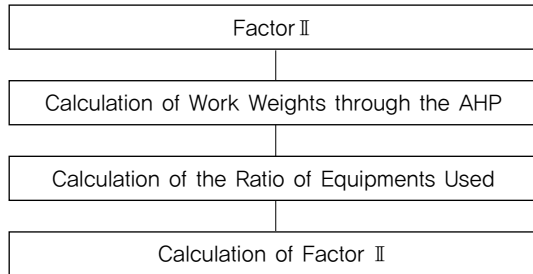 Factor Ⅱ
Calculation of Work Weights through the AHP
Calculation of the Ratio of Equipments Used
Calculation of Factor Ⅱ